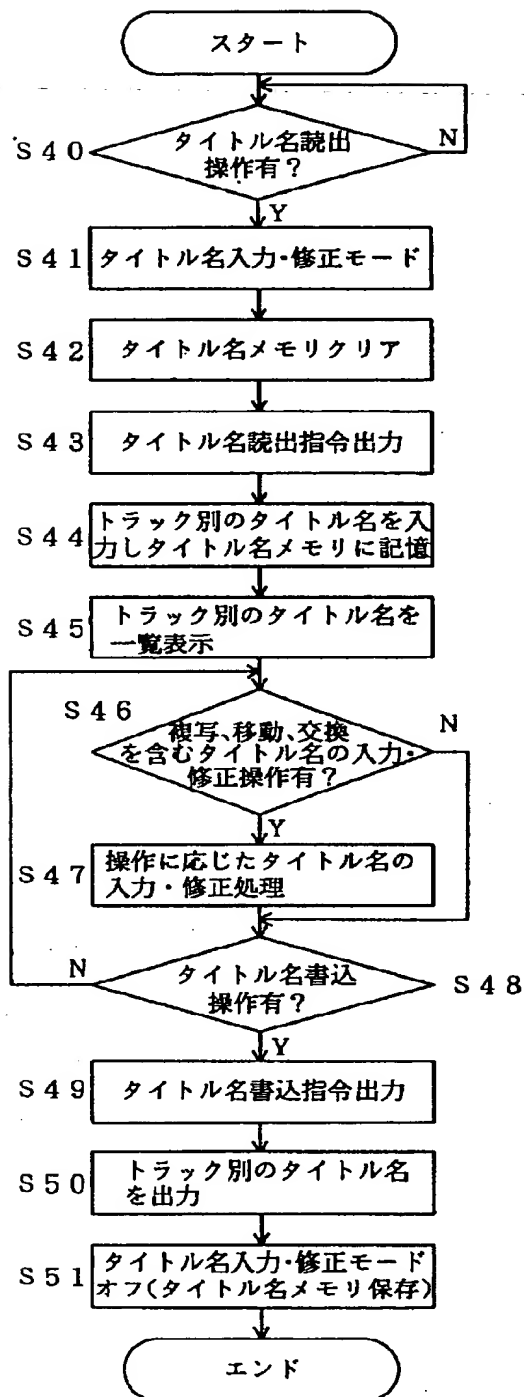 スタート
S40
タイトル名読出
操作有？
N
Y
S41
タイトル名入力・修正モード
S42
タイトル名メモリクリア
S43
タイトル名読出指令出力
S44
トラック別のタイトル名を入
力しタイトル名メモリに記憶
S45
トラック別のタイトル名を
一覧表示
S46
複写、移動、交換
を含むタイトル名の入力・
修正操作有？
N
Y
S47
操作に応じたタイトル名の
入力・修正処理
N
タイトル名書込
操作有？
S48
Y
S49
タイトル名書込指令出力
S50
トラック別のタイトル名
を出力
S51
タイトル名入力・修正モード
オフ(タイトル名メモリ保存)
エンド